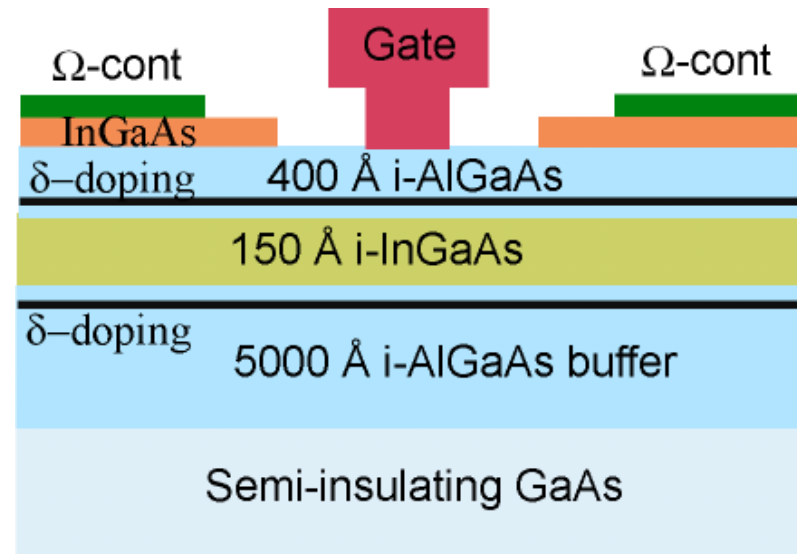 Gate
Ω-cont
Ω-cont
InGaAs
δ–doping
400 Å i-AlGaAs
150 Å i-InGaAs
δ–doping
5000 Å i-AlGaAs buffer
Semi-insulating GaAs